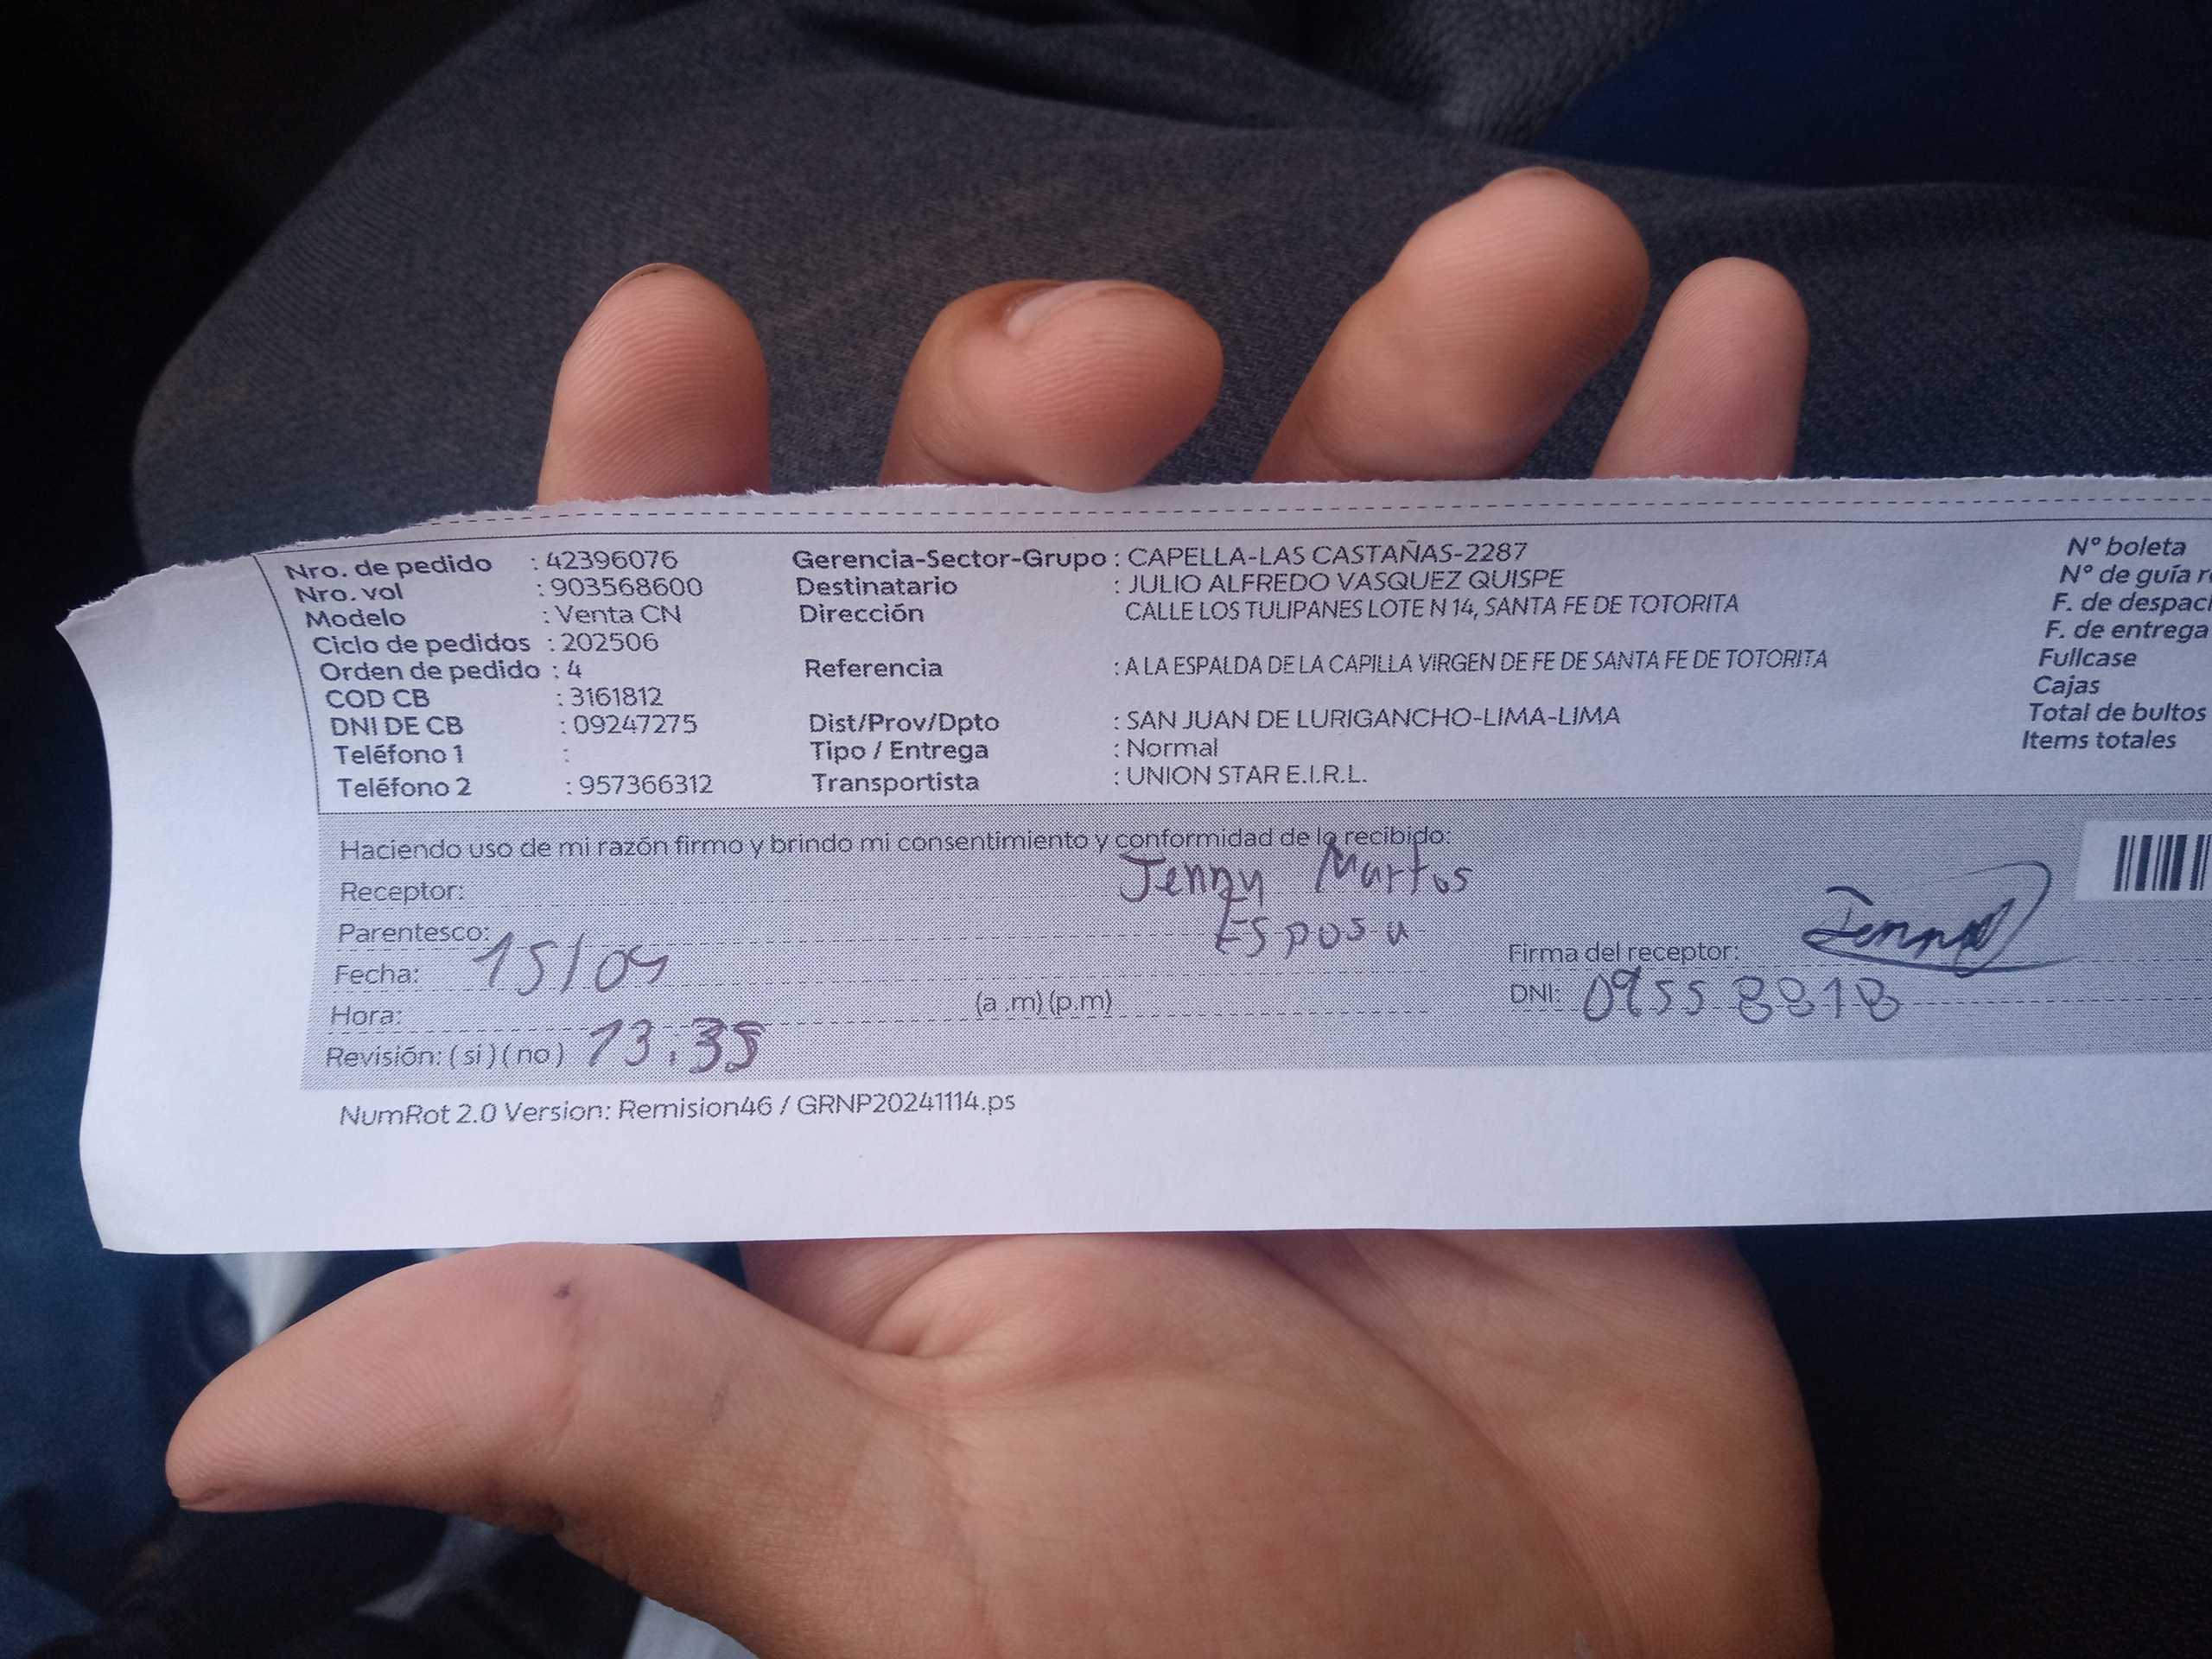 Nro. de pedido : 42396076 Gerencia-Sector-Grupo : CAPELLA-LAS CASTAÑAS-2287 N° boleta
Nro. vol : 903568600 Destinatario : JULIO ALFREDO VASQUEZ QUISPE N° de guía
Modelo : Venta CN Dirección CALLE LOS TULIPANES LOTE N 14, SANTA FE DE TOTORITA F. de despac
Ciclo de pedidos : 202506 F. de entrega
Orden de pedido : 4 Referencia : A LA ESPALDA DE LA CAPILLA VIRGEN DE FE DE SANTA FE DE TOTORITA Fullcase
COD CB : 3161812 Cajas
DNI DE CB : 09247275 Dist/Prov/Dpto : SAN JUAN DE LURIGANCHO-LIMA-LIMA Total de bultos
Teléfono 1 : Tipo / Entrega : Normal Items totales
Teléfono 2 : 957366312 Transportista : UNION STAR E.I.R.L.
Haciendo uso de mi razón firmo y brindo mi consentimiento y conformidad de lo recibido:
Receptor: Jenny Martos
Parentesco: Esposa
Fecha: 15/04 Firma del receptor: Jenny
Hora: (a .m) (p.m) DNI: 09558818
Revisión: ( si ) ( no ) 13:35
NumRot 2.0 Version: Remision46 / GRNP20241114.ps